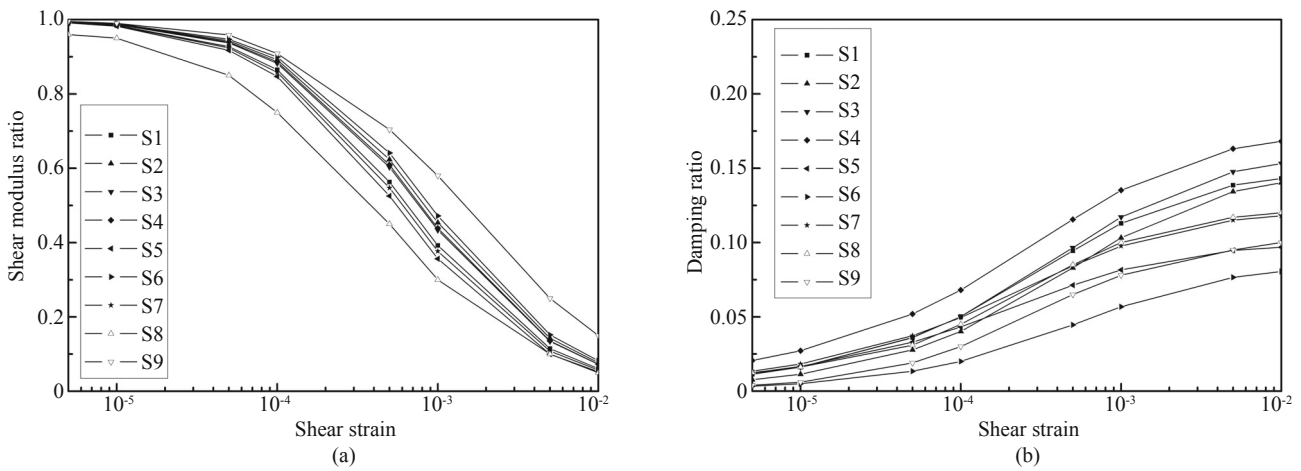 1.0
0.8
0.6
0.4
0.2
0
Shear modulus ratio
S1
S2
S3
S4
S5
S6
S7
S8
S9
10-5
10-4
10-3
10-2
Shear strain
(a)
0.25
0.20
0.15
0.10
0.05
0
Damping ratio
S1
S2
S3
S4
S5
S6
S7
S8
S9
10-5
10-4
10-3
10-2
Shear strain
(b)